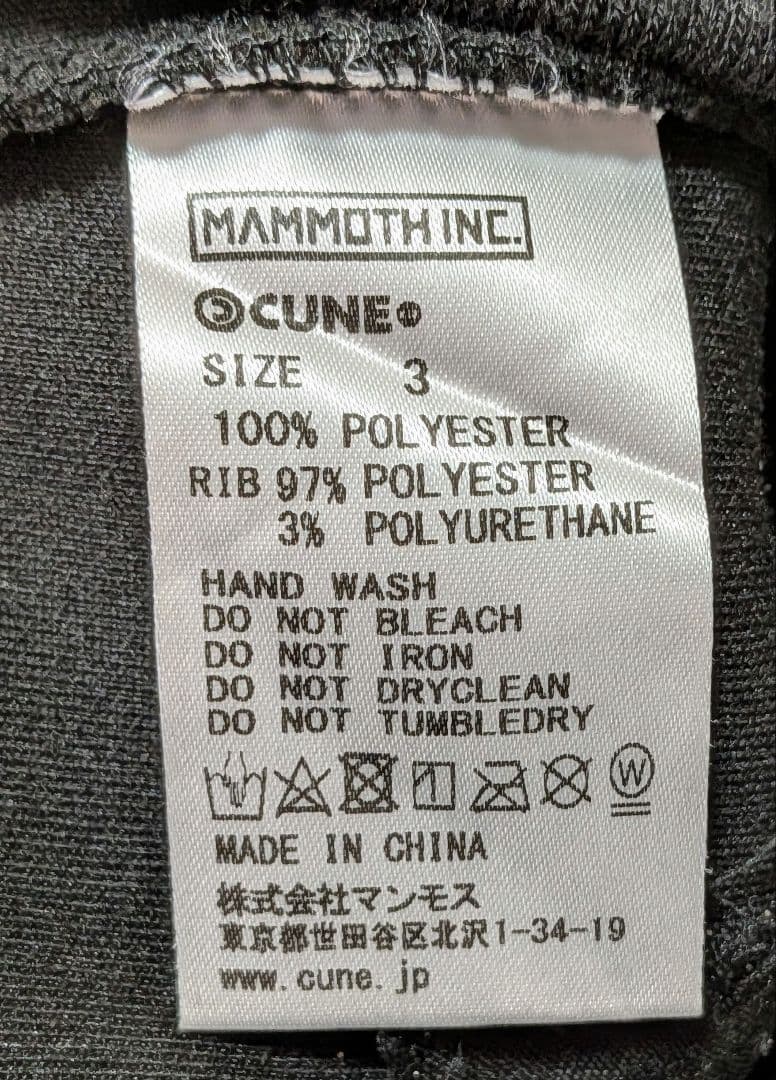 MAMMOTH INC.
CUNE
SIZE 3
100% POLYESTER
RIB 97% POLYESTER
3% POLYURETHANE
HAND WASH
DO NOT BLEACH
DO NOT IRON
DO NOT DRYCLEAN
DO NOT TUMBLEDRY
W
MADE IN CHINA
株式会社マンモス
東京都世田谷区北沢1-34-19
www.cune.jp